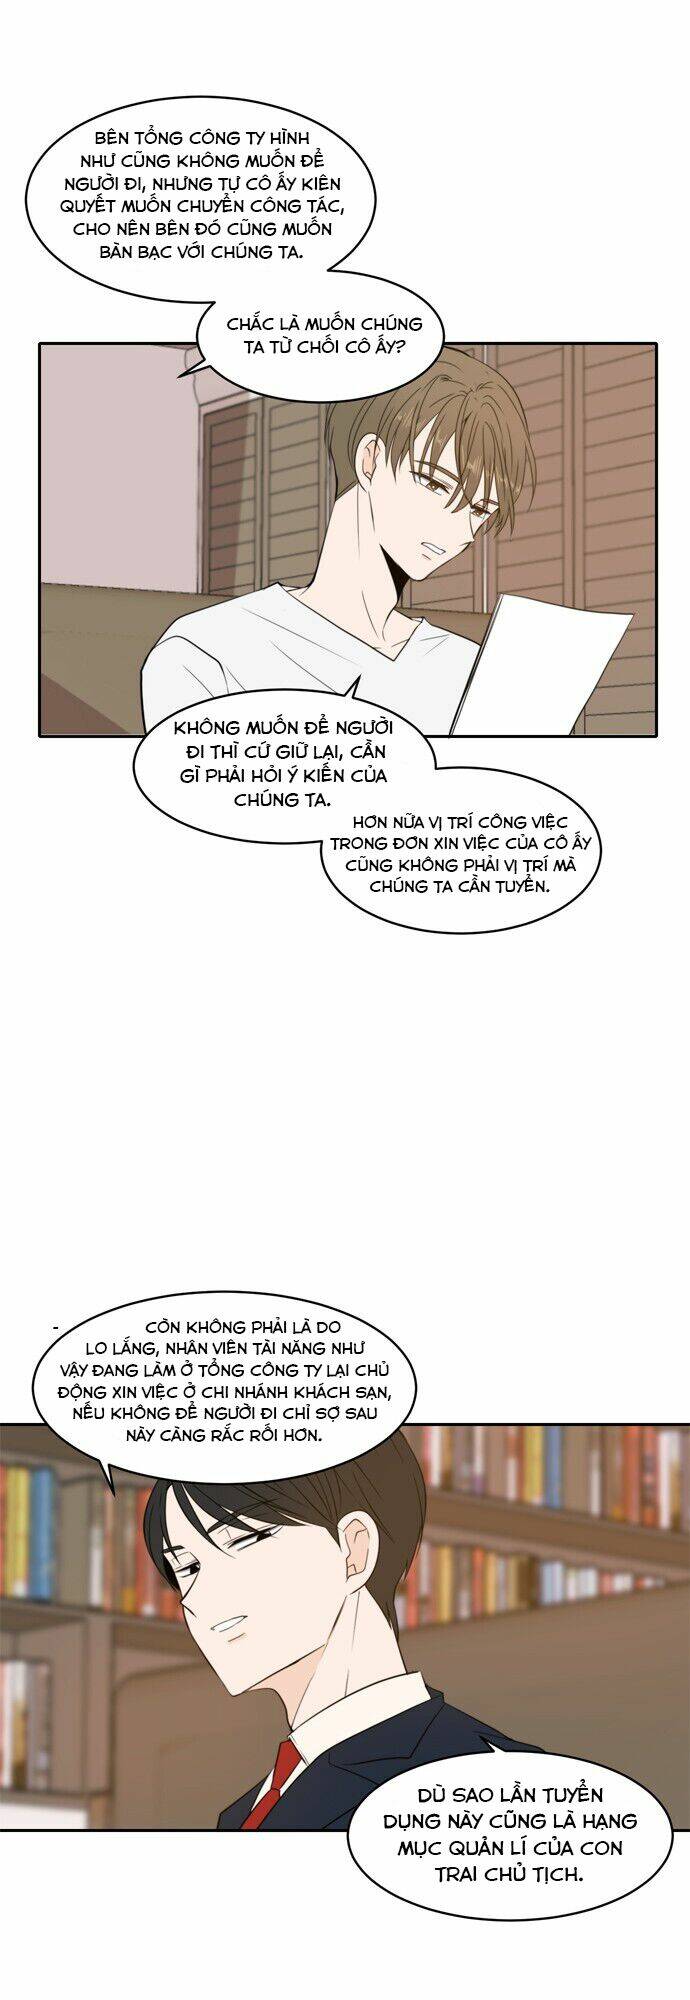 BÊN TỔNG CÔNG TY HÌNH
NHƯ CŨNG KHÔNG MUỐN ĐỂ
NGƯỜI ĐI, NHƯNG TỰ CÔ ẤY KIÊN
QUYẾT MUỐN CHUYỂN CÔNG TÁC,
CHO NÊN BÊN ĐÓ CŨNG MUỐN
BÀN BẠC VỚI CHÚNG TA.
CHẮC LÀ MUỐN CHÚNG
TA TỪ CHỐI CÔ ẤY?
KHÔNG MUỐN ĐỂ NGƯỜI
ĐI THÌ CỨ GIỮ LẠI, CẦN
GÌ PHẢI HỎI Ý KIẾN CỦA
CHÚNG TA.
HƠN NỮA VỊ TRÍ CÔNG VIỆC
TRONG ĐƠN XIN VIỆC CỦA CÔ ẤY
CŨNG KHÔNG PHẢI VỊ TRÍ MÀ
CHÚNG TA CẦN TUYỂN.
- CÒN KHÔNG PHẢI LÀ DO
LO LẮNG, NHÂN VIÊN TÀI NĂNG NHƯ
VẬY ĐANG LÀM Ở TỔNG CÔNG TY LẠI CHỦ
ĐỘNG XIN VIỆC Ở CHI NHÁNH KHÁCH SẠN,
NẾU KHÔNG ĐỂ NGƯỜI ĐI CHỈ SỢ SAU
NÀY CÀNG RẮC RỐI HƠN.
DÙ SAO LẦN TUYỂN
DỤNG NÀY CŨNG LÀ HẠNG
MỤC QUẢN LÍ CỦA CON
TRAI CHỦ TỊCH.